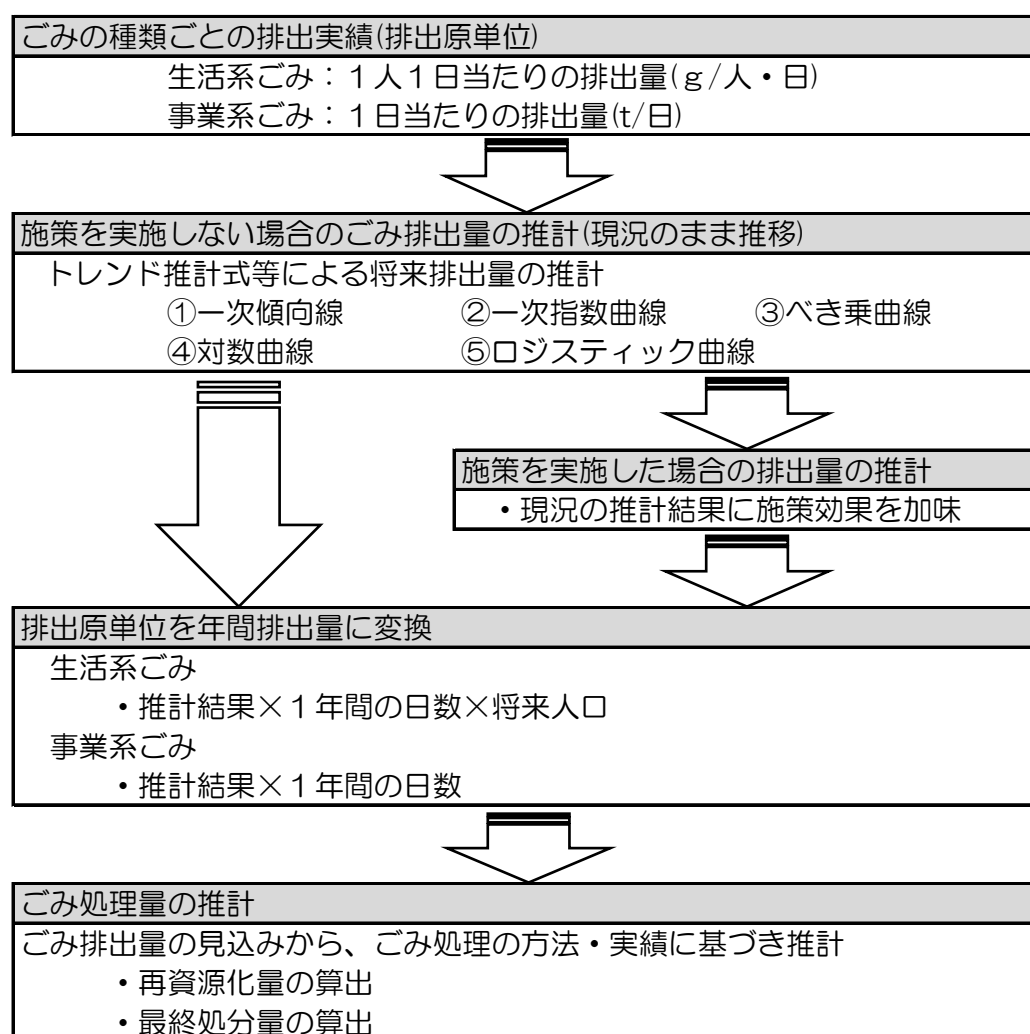 ごみの種類ごとの排出実績(排出原単位)
生活系ごみ：１人１日当たりの排出量(ｇ/人・日)
事業系ごみ：１日当たりの排出量(t/日)
施策を実施しない場合のごみ排出量の推計(現況のまま推移)
トレンド推計式等による将来排出量の推計
①一次傾向線　②一次指数曲線　③べき乗曲線
④対数曲線　⑤ロジスティック曲線
施策を実施した場合の排出量の推計
・現況の推計結果に施策効果を加味
排出原単位を年間排出量に変換
生活系ごみ
・推計結果×１年間の日数×将来人口
事業系ごみ
・推計結果×１年間の日数
ごみ処理量の推計
ごみ排出量の見込みから、ごみ処理の方法・実績に基づき推計
・再資源化量の算出
・最終処分量の算出